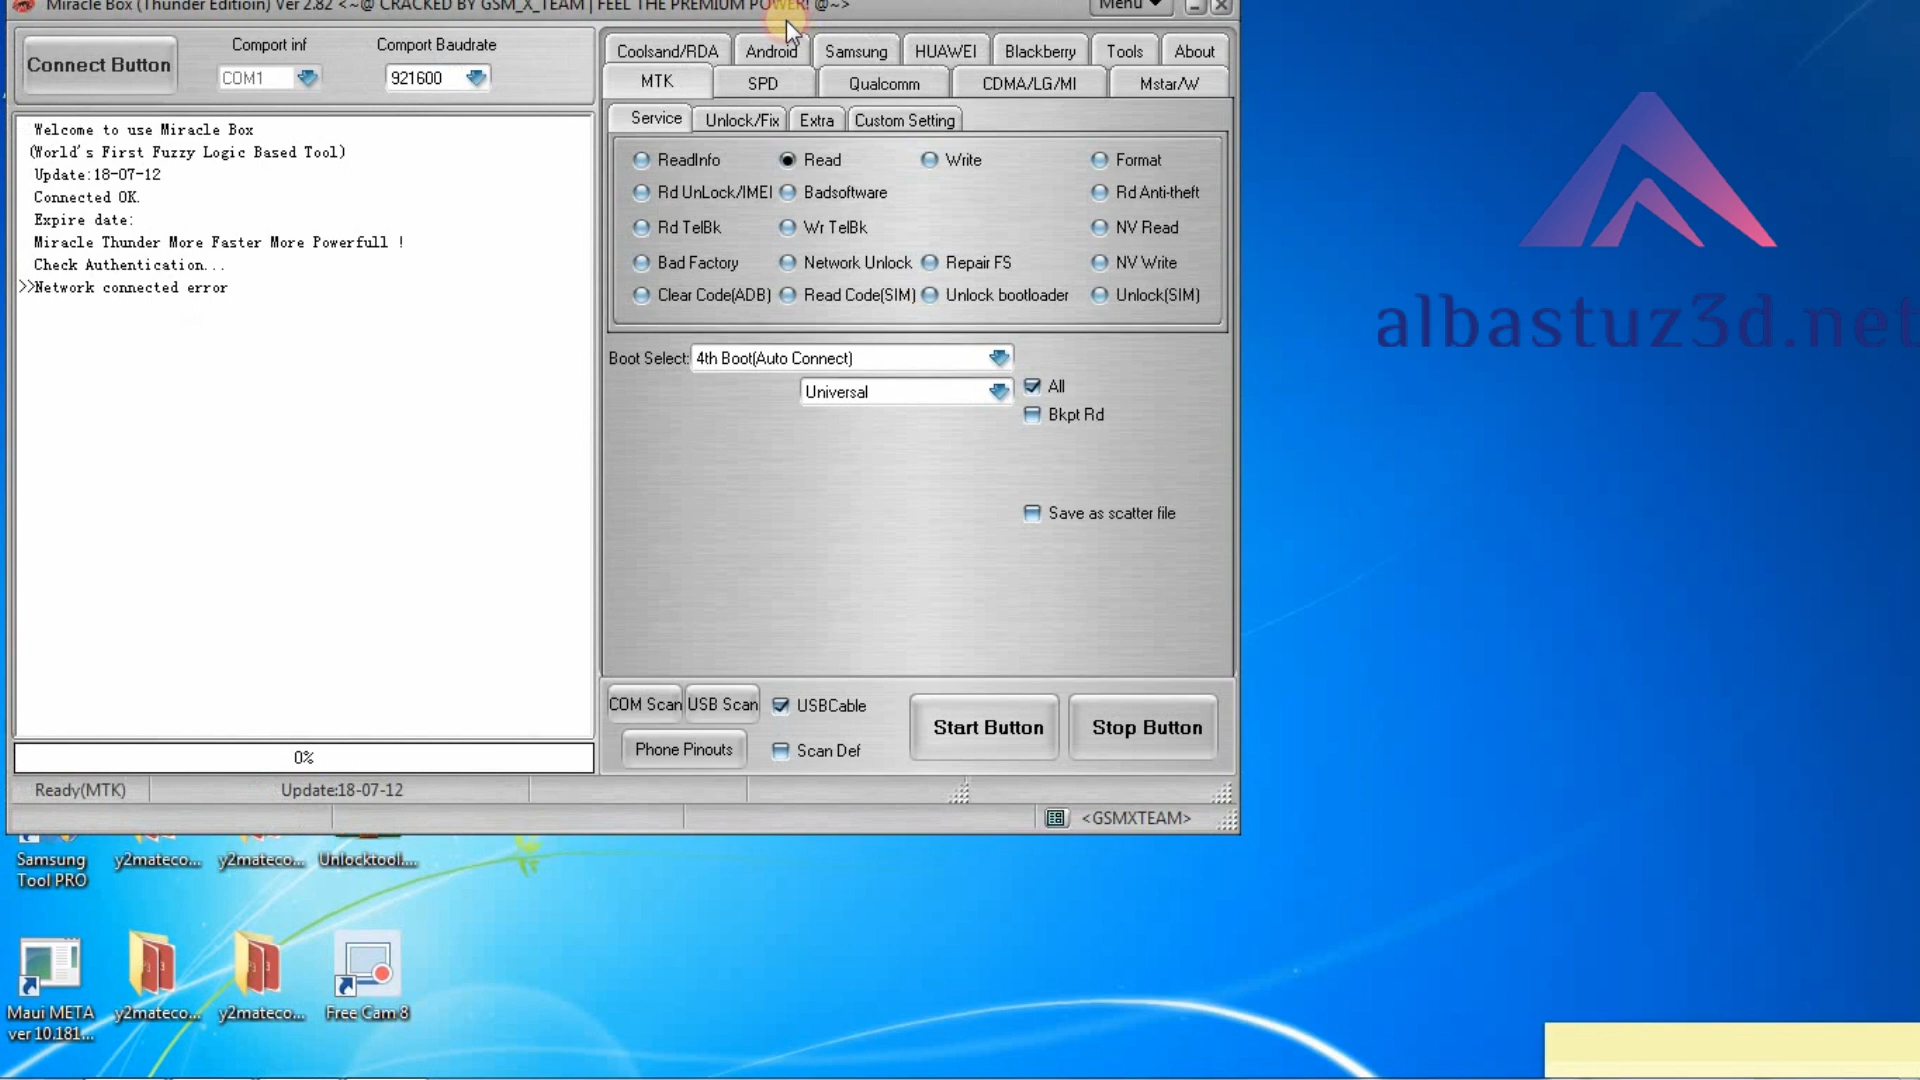 Miracle Box (Thunder Editioin) Ver 2.82 <~@ CRACKED BY GSM_X_TEAM | FEEL THE PREMIUM POWER! @~>
Menu
Connect Button
Comport inf
Comport Baudrate
COM1
921600
Welcome to use Miracle Box
(World's First Fuzzy Logic Based Tool)
Update:18-07-12
Connected OK.
Expire date:
Miracle Thunder More Faster More Powerfull !
Check Authentication...
>>Network connected error
0%
Coolsand/RDA Android Samsung HUAWEI Blackberry Tools About
MTK SPD Qualcomm CDMA/LG/MI Mstar/W
Service Unlock/Fix Extra Custom Setting
ReadInfo Read Write Format
Rd UnLock/IMEI Badsoftware Rd Anti-theft
Rd TelBk Wr TelBk NV Read
Bad Factory Network Unlock Repair FS NV Write
Clear Code(ADB) Read Code(SIM) Unlock bootloader Unlock(SIM)
Boot Select: 4th Boot(Auto Connect)
Universal
All
Bkpt Rd
Save as scatter file
COM Scan USB Scan USBCable
Phone Pinouts Scan Def
Start Button
Stop Button
Ready(MTK) Update:18-07-12
<GSMXTEAM>
albastuz3d.net
Samsung
Tool PRO
y2mateco...
y2mateco...
Unlocktool....
Maui META
ver 10.181...
y2mateco...
y2mateco...
Free Cam 8